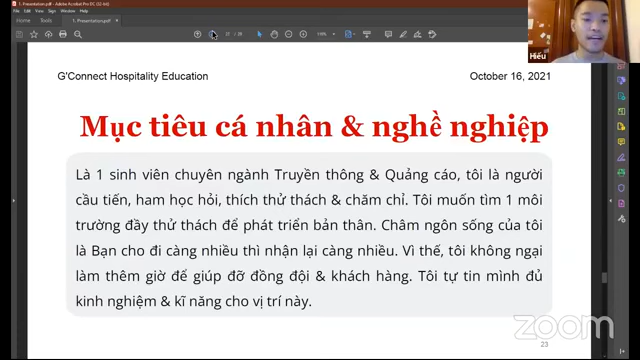 1. Presentation.pdf - Adobe Acrobat Pro DC (32-bit)
File Edit View Sign Window Help
Home Tools 1. Presentation.pdf
Hiếu
G'Connect Hospitality Education October 16, 2021
Mục tiêu cá nhân & nghề nghiệp
Là 1 sinh viên chuyên ngành Truyền thông & Quảng cáo, tôi là người
cầu tiến, ham học hỏi, thích thử thách & chăm chỉ. Tôi muốn tìm 1 môi
trường đầy thử thách để phát triển bản thân. Châm ngôn sống của tôi
là Bạn cho đi càng nhiều thì nhận lại càng nhiều. Vì thế, tôi không ngại
làm thêm giờ để giúp đỡ đồng đội & khách hàng. Tôi tự tin mình đủ
kinh nghiệm & kĩ năng cho vị trí này.
zoom
23